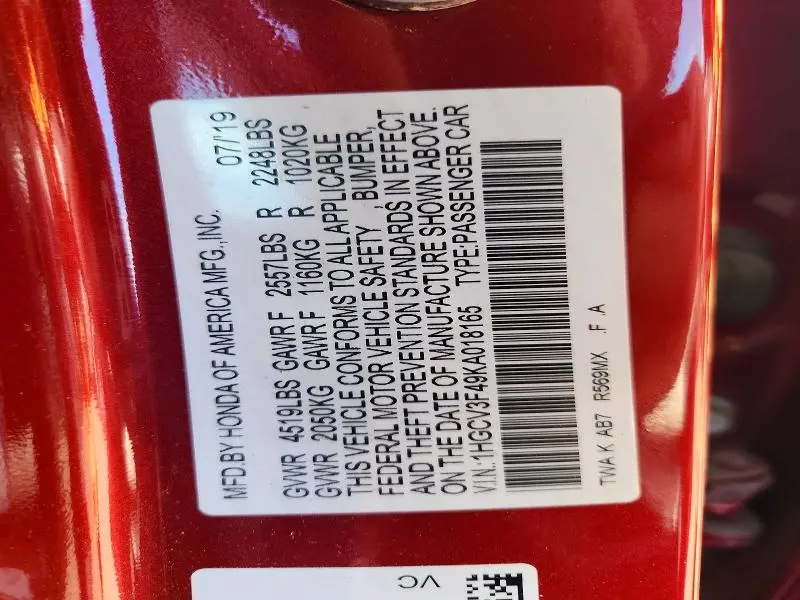 MFD.BY HONDA OF AMERICA MFG.,INC. 07/'19
GVWR 4519LBS GAWR F 2557LBS R 2248LBS
GVWR 2050KG GAWR F 1160KG R 1020KG
THIS VEHICLE CONFORMS TO ALL APPLICABLE
FEDERAL MOTOR VEHICLE SAFETY , BUMPER,
AND THEFT PREVENTION STANDARDS IN EFFECT
ON THE DATE OF MANUFACTURE SHOWN ABOVE.
V.I.N.:1HGCV3F49KA018165 TYPE:PASSENGER CAR
TWA K AB7 R569MX .F .A
VC